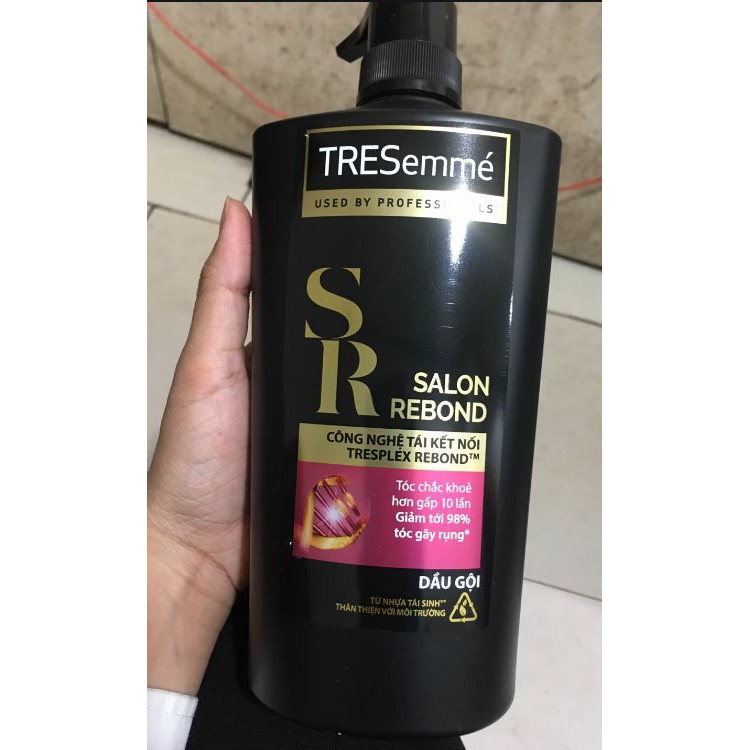 TRESemmé
USED BY PROFESSIONALS
SR
SALON
REBOND
CÔNG NGHỆ TÁI KẾT NỐI
TRESPLEX REBOND™
Tóc chắc khoẻ
hơn gấp 10 lần
Giảm tới 98%
tóc gãy rụng*
DẦU GỘI
TỪ NHỰA TÁI SINH**
THÂN THIỆN VỚI MÔI TRƯỜNG